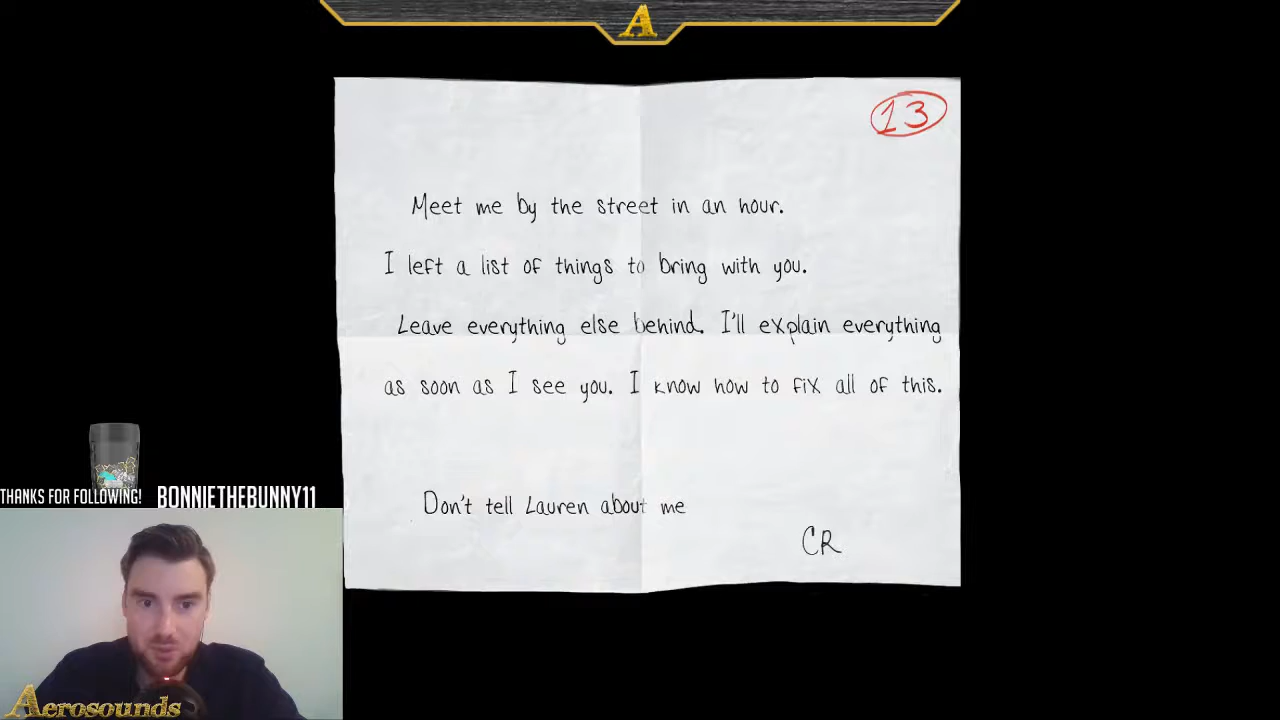 A
13
Meet me by the street in an hour.
I left a list of things to bring with you.
Leave everything else behind. I'll explain everything
as soon as I see you. I know how to fix all of this.
Don't tell Lauren about me
CR
THANKS FOR FOLLOWING! BONNIETHEBUNNY11
Aerosounds